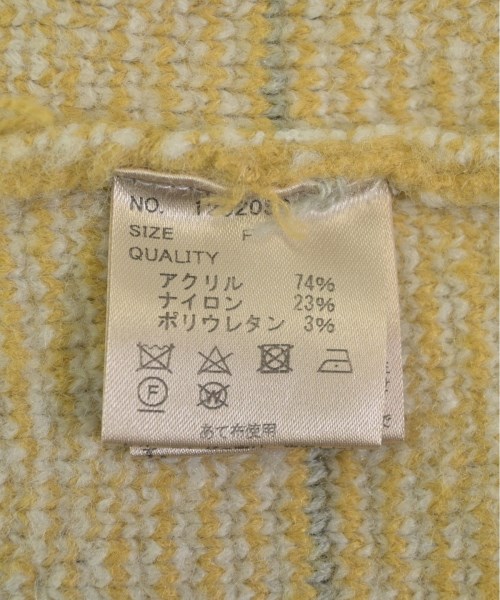 NO.
SIZE F
QUALITY
アクリル 74%
ナイロン 23%
ポリウレタン 3%
F W
あて布使用
で